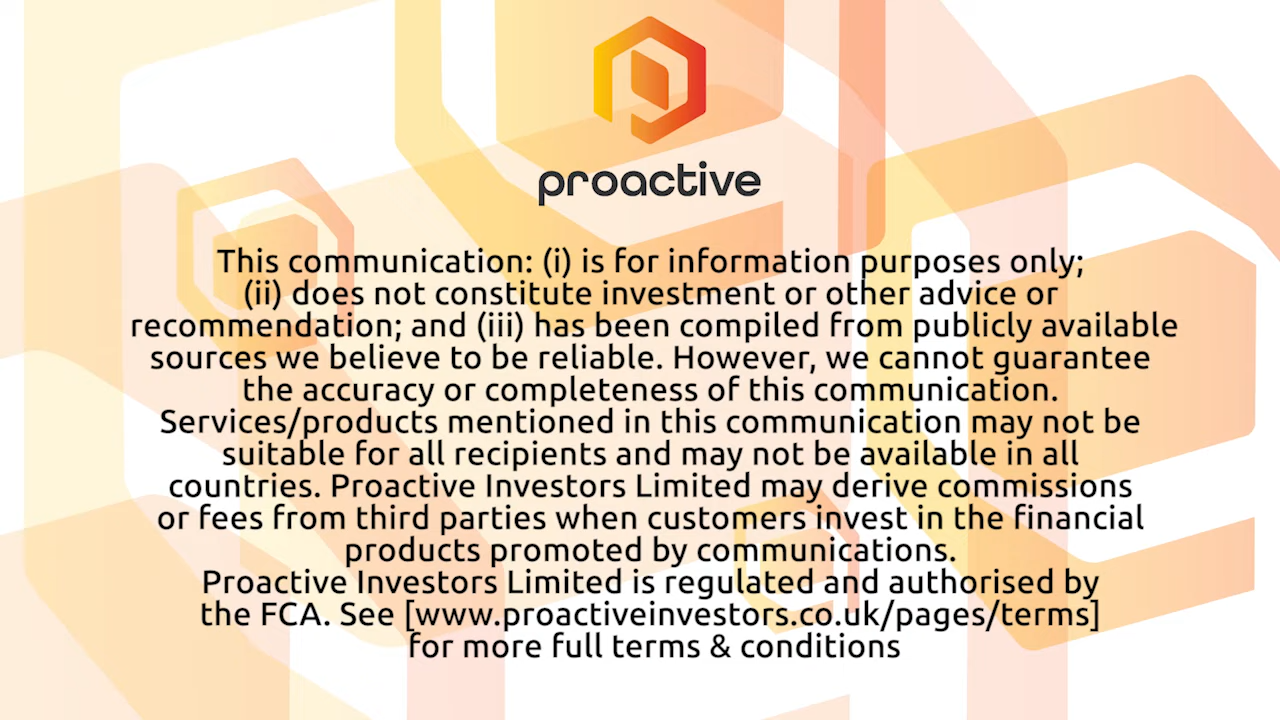 proactive
This communication: (i) is for information purposes only;
(ii) does not constitute investment or other advice or
recommendation; and (iii) has been compiled from publicly available
sources we believe to be reliable. However, we cannot guarantee
the accuracy or completeness of this communication.
Services/products mentioned in this communication may not be
suitable for all recipients and may not be available in all
countries. Proactive Investors Limited may derive commissions
or fees from third parties when customers invest in the financial
products promoted by communications.
Proactive Investors Limited is regulated and authorised by
the FCA. See [www.proactiveinvestors.co.uk/pages/terms]
for more full terms & conditions